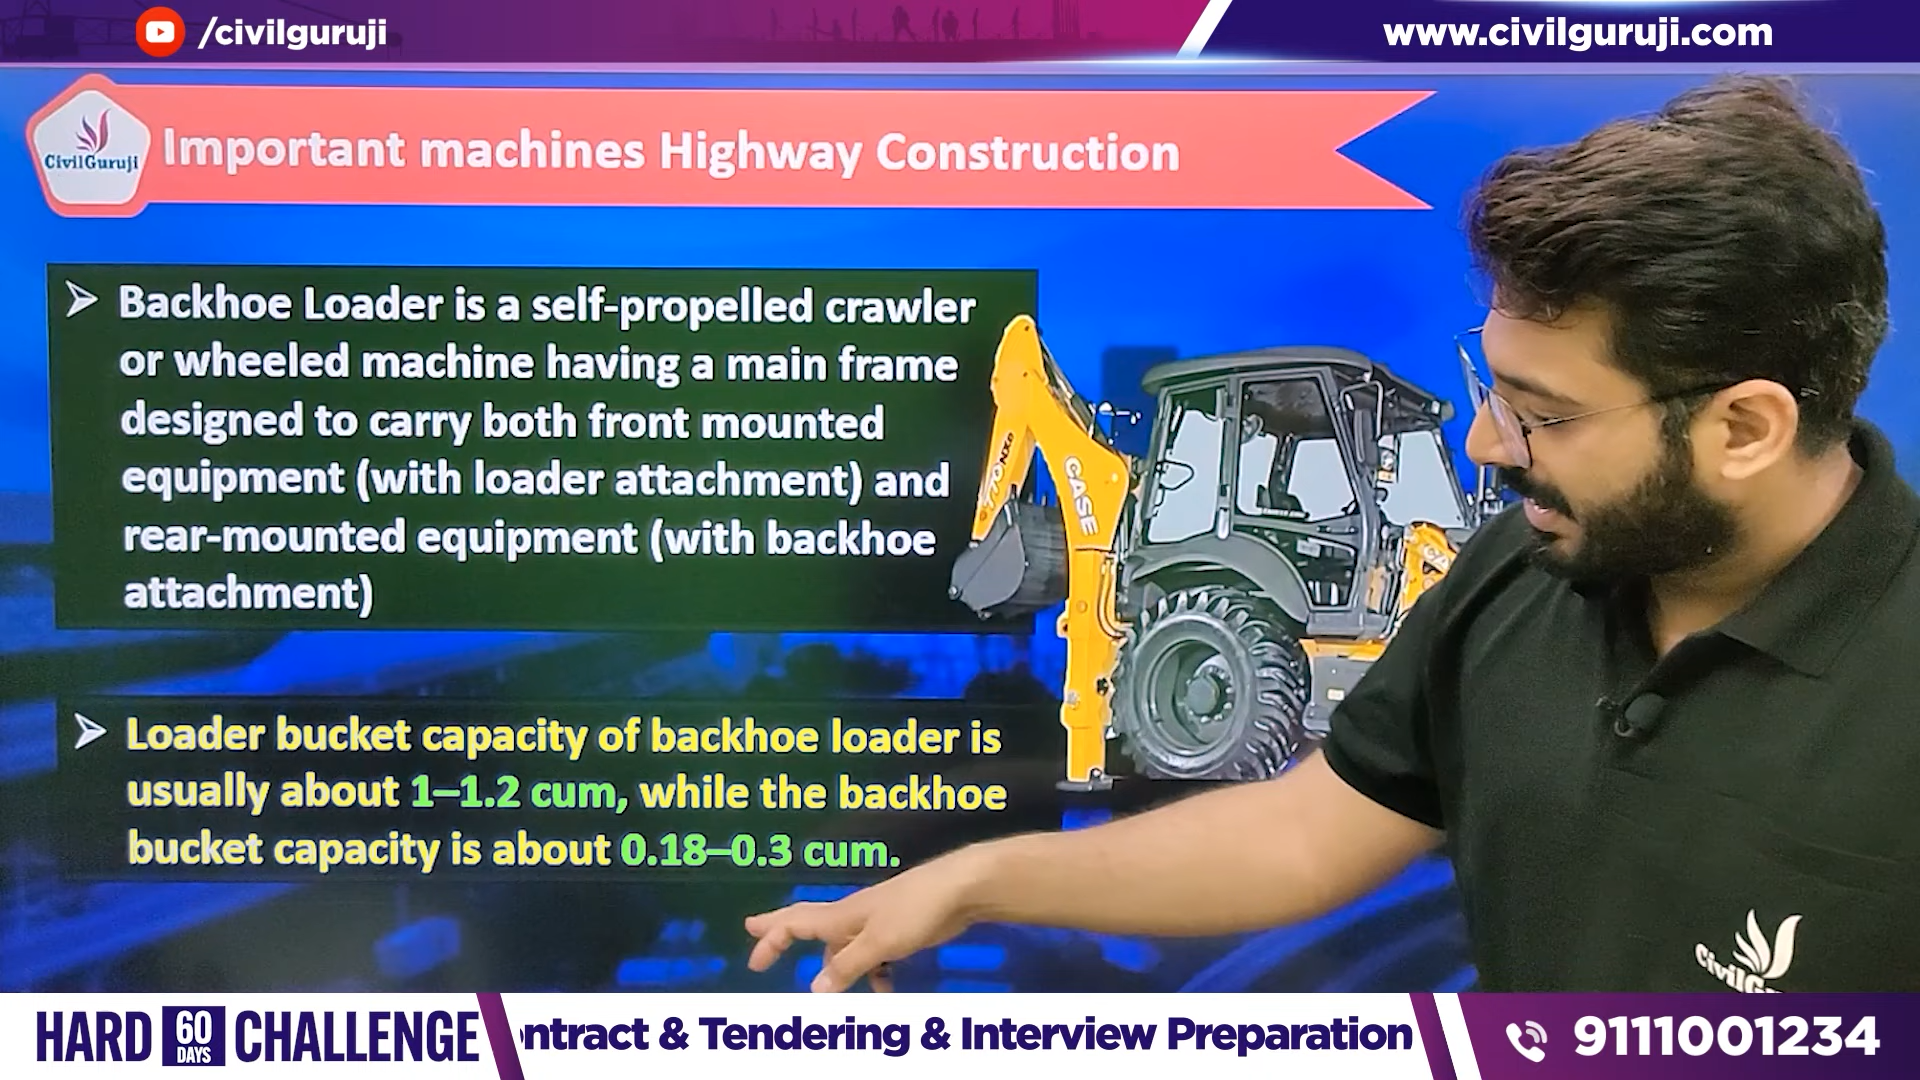 /civilguruji
www.civilguruji.com
CivilGuruji
Important machines Highway Construction
Backhoe Loader is a self-propelled crawler
or wheeled machine having a main frame
designed to carry both front mounted
equipment (with loader attachment) and
rear-mounted equipment (with backhoe
attachment)
CASE
Loader bucket capacity of backhoe loader is
usually about 1–1.2 cum, while the backhoe
bucket capacity is about 0.18–0.3 cum.
CivilGu
HARD 60 DAYS CHALLENGE
ontract & Tendering & Interview Preparation
9111001234